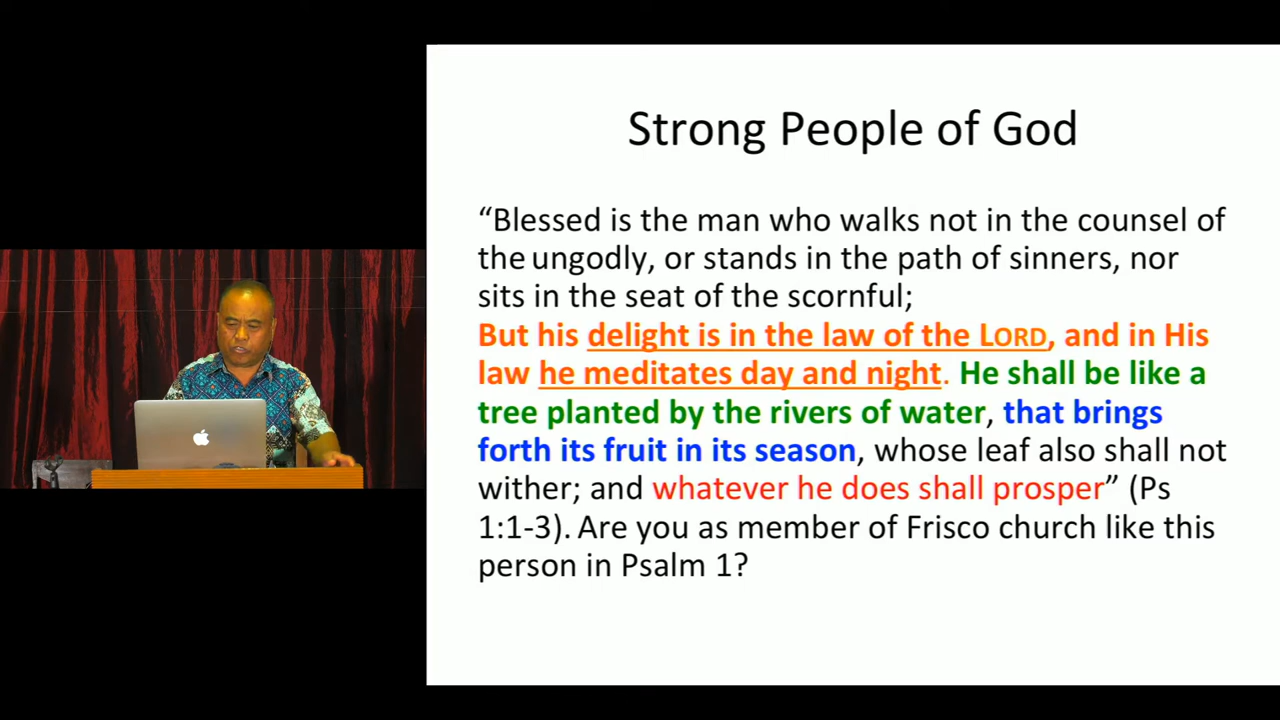 Strong People of God
“Blessed is the man who walks not in the counsel of
the ungodly, or stands in the path of sinners, nor
sits in the seat of the scornful;
But his delight is in the law of the LORD, and in His
law he meditates day and night. He shall be like a
tree planted by the rivers of water, that brings
forth its fruit in its season, whose leaf also shall not
wither; and whatever he does shall prosper” (Ps
1:1-3). Are you as member of Frisco church like this
person in Psalm 1?